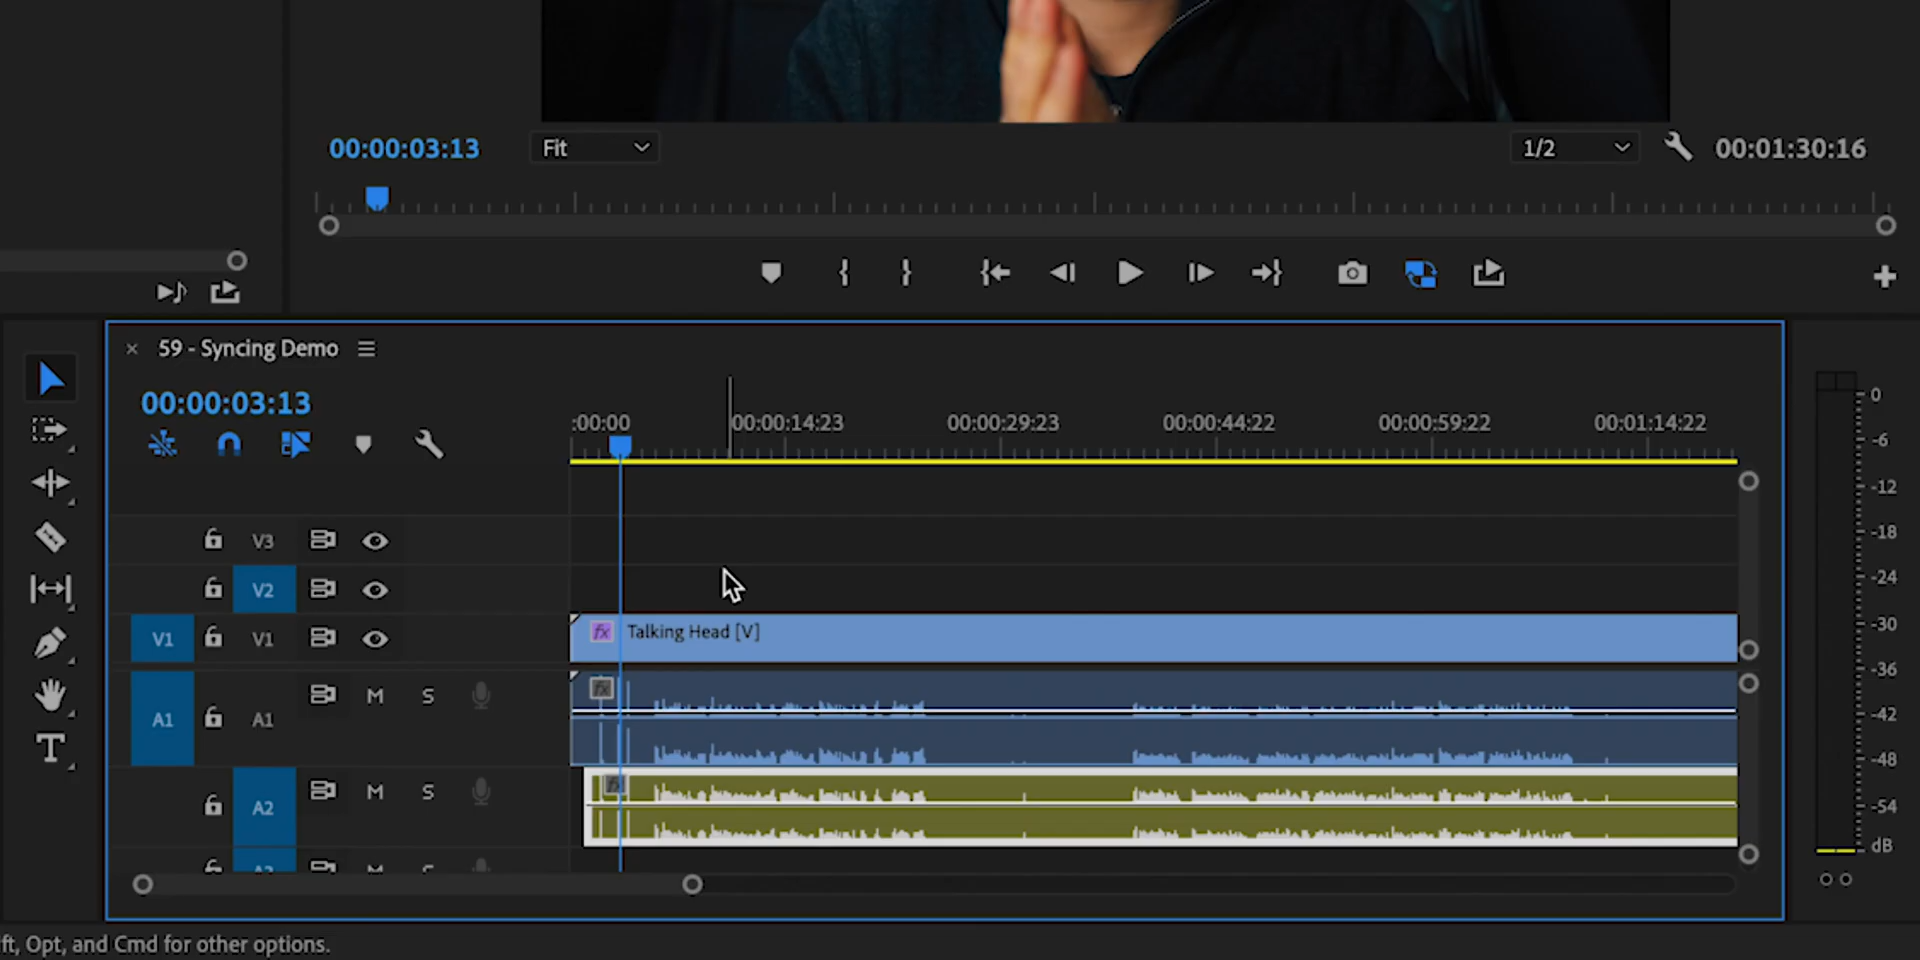 00:00:03:13
Fit
1/2
00:01:30:16
59 - Syncing Demo
00:00:03:13
:00:00
00:00:14:23
00:00:29:23
00:00:44:22
00:00:59:22
00:01:14:22
V3
V2
V1
V1
fx
Talking Head [V]
A1
A1
M
S
fx
A2
M
S
fx
0
-6
-12
-18
-24
-30
-36
-42
-48
-54
dB
ft, Opt, and Cmd for other options.